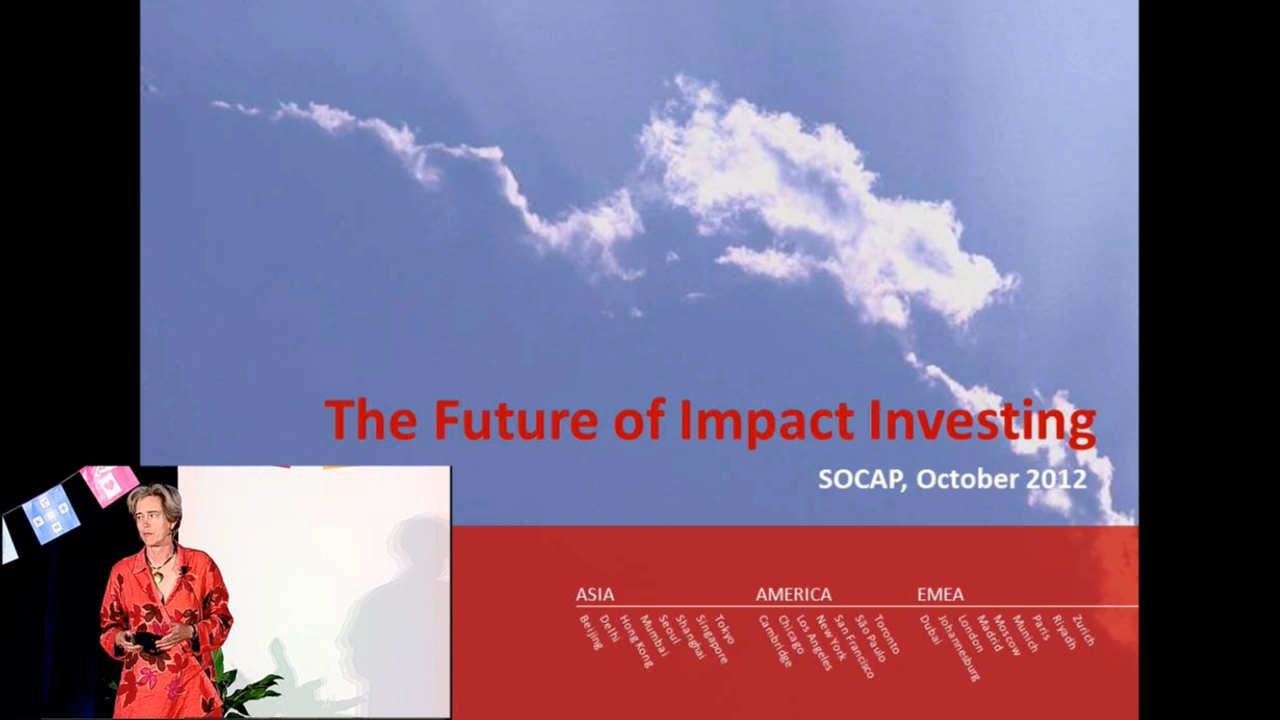 The Future of Impact Investing
SOCAP, October 2012
ASIA
Beijing
Delhi
Hong Kong
Mumbai
Seoul
Shanghai
Singapore
Tokyo
AMERICA
Cambridge
Chicago
Los Angeles
New York
San Francisco
São Paulo
Toronto
EMEA
Dubai
Johannesburg
London
Madrid
Moscow
Munich
Paris
Riyadh
Zurich